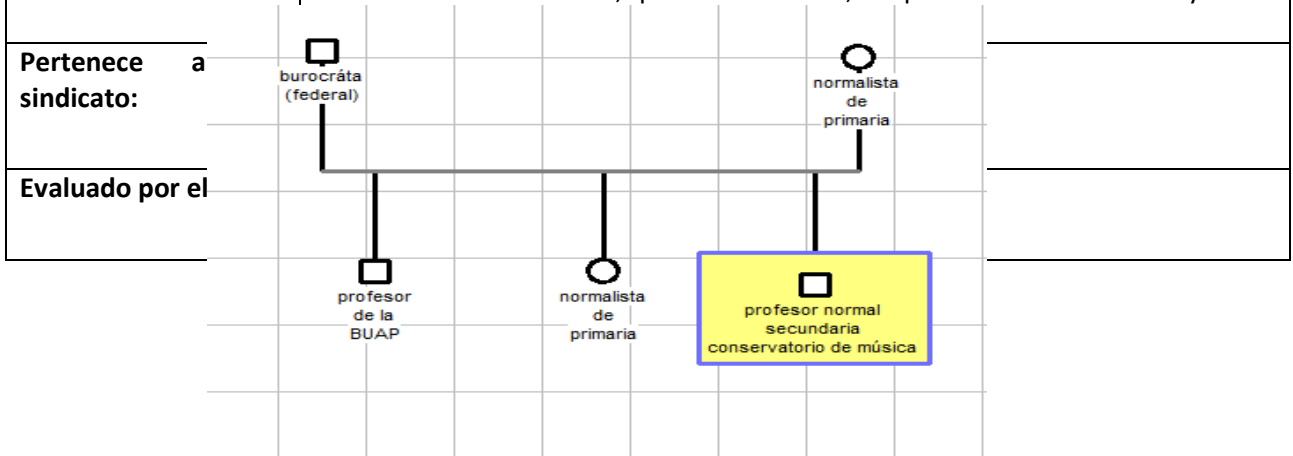 Pertenece a
sindicato:
Evaluado por el
burocráta
(federal)
normalista
de
primaria
profesor
de la
BUAP
normalista
de
primaria
profesor normal
secundaria
conservatorio de música